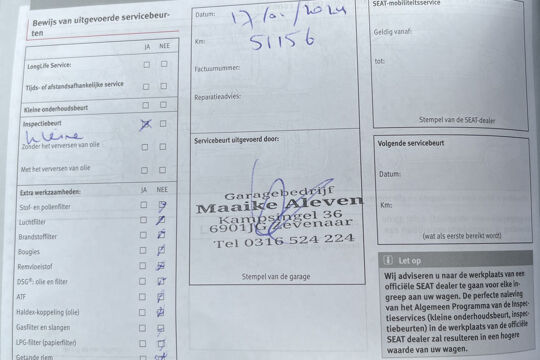 Bewijs van uitgevoerde servicebeur-
ten
JA NEE
LongLife Service:
Tijds- of afstandsafhankelijke service
Kleine onderhoudsbeurt
Inspectiebeurt
kleine
Zonder het verversen van olie
Met het verversen van olie
Extra werkzaamheden: JA NEE
Stof- en pollenfilter
Luchtfilter
Brandstoffilter
Bougies
Remvloeistof
DSG®: olie en filter
ATF
Haldex-koppeling (olie)
Gasfilter en slangen
LPG-filter (papierfilter)
Getande riem
Datum: 17/01/2024
Km: 51156
Factuurnummer:
Reparatieadvies:
Servicebeurt uitgevoerd door:
Garagebedrijf
Maaike Aleven
Kampsingel 36
6901JG Zevenaar
Tel 0316 524 224
Stempel van de garage
SEAT-mobiliteitsservice
Geldig vanaf:
tot:
Stempel van de SEAT-dealer
Volgende servicebeurt
Datum:
Km:
(wat als eerste bereikt word)
Let op
Wij adviseren u naar de werkplaats van een
officiële SEAT dealer te gaan voor elke in-
greep aan uw wagen. De perfecte naleving
van het Algemeen Programma van de Inspec-
tieservices (kleine onderhoudsbeurt, inspec-
tiebeurten) in de werkplaats van de officiële
SEAT dealer zal resulteren in een hogere
waarde van uw wagen.